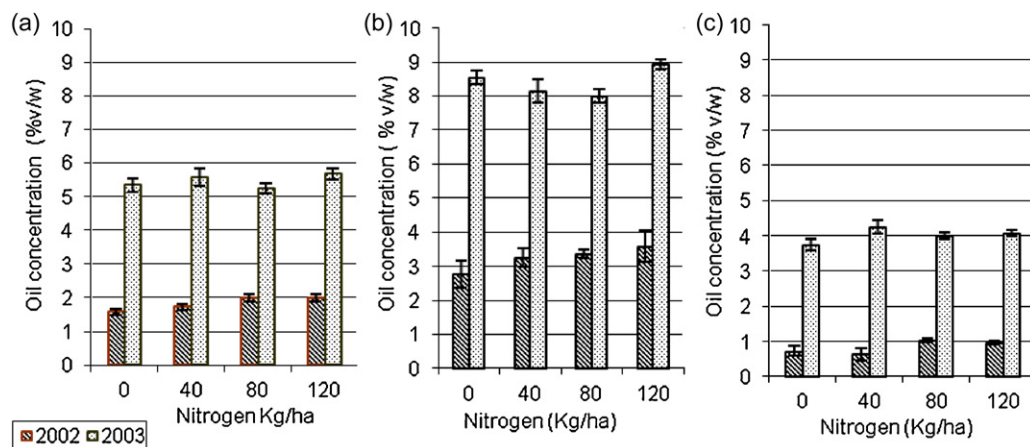 (a)
Oil concentration (%v/w)
10
9
8
7
6
5
4
3
2
1
0
0 40 80 120
Nitrogen Kg/ha
2002 2003
(b)
Oil concentration ( % v/w)
10
9
8
7
6
5
4
3
2
1
0
0 40 80 120
Nitrogen (Kg/ha)
(c)
Oil concentration (% v/w)
10
9
8
7
6
5
4
3
2
1
0
0 40 80 120
Nitrogen (Kg/ha)